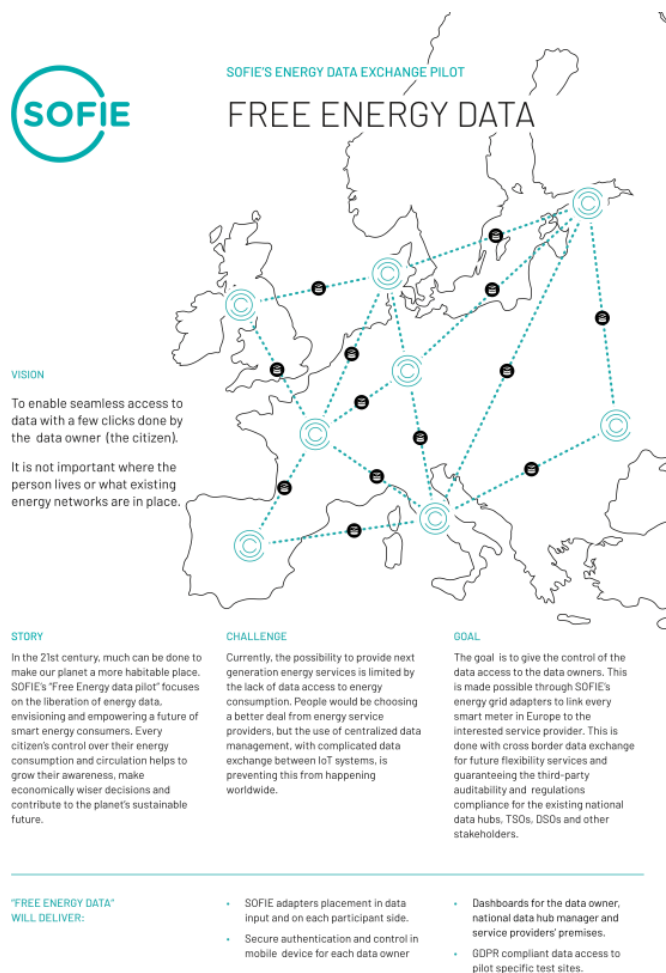 SOFIE
SOFIE'S ENERGY DATA EXCHANGE PILOT
FREE ENERGY DATA
VISION
To enable seamless access to
data with a few clicks done by
the data owner (the citizen).
It is not important where the
person lives or what existing
energy networks are in place.
STORY
In the 21st century, much can be done to
make our planet a more habitable place.
SOFIE's "Free Energy data pilot" focuses
on the liberation of energy data,
envisioning and empowering a future of
smart energy consumers. Every
citizen's control over their energy
consumption and circulation helps to
grow their awareness, make
economically wiser decisions and
contribute to the planet's sustainable
future.
CHALLENGE
Currently, the possibility to provide next
generation energy services is limited by
the lack of data access to energy
consumption. People would be choosing
a better deal from energy service
providers, but the use of centralized data
management, with complicated data
exchange between IoT systems, is
preventing this from happening
worldwide.
GOAL
The goal is to give the control of the
data access to the data owners. This
is made possible through SOFIE's
energy grid adapters to link every
smart meter in Europe to the
interested service provider. This is
done with cross border data exchange
for future flexibility services and
guaranteeing the third-party
auditability and regulations
compliance for the existing national
data hubs, TSOs, DSOs and other
stakeholders.
"FREE ENERGY DATA"
WILL DELIVER:
• SOFIE adapters placement in data
input and on each participant side.
• Secure authentication and control in
mobile device for each data owner
• Dashboards for the data owner,
national data hub manager and
service providers' premises.
• GDPR compliant data access to
pilot specific test sites.